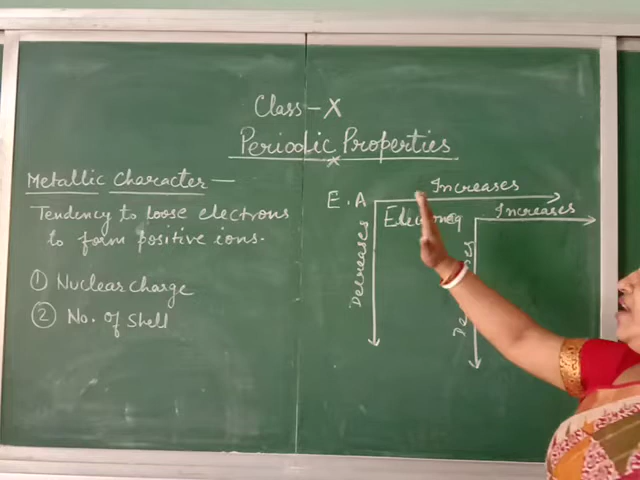 Class - X
Periodic Properties
x
Metallic Character —
Tendency to loose electrons
to form positive ions.
① Nuclear charge
② No. of Shell
E.A
Increases
Decreases
Increases